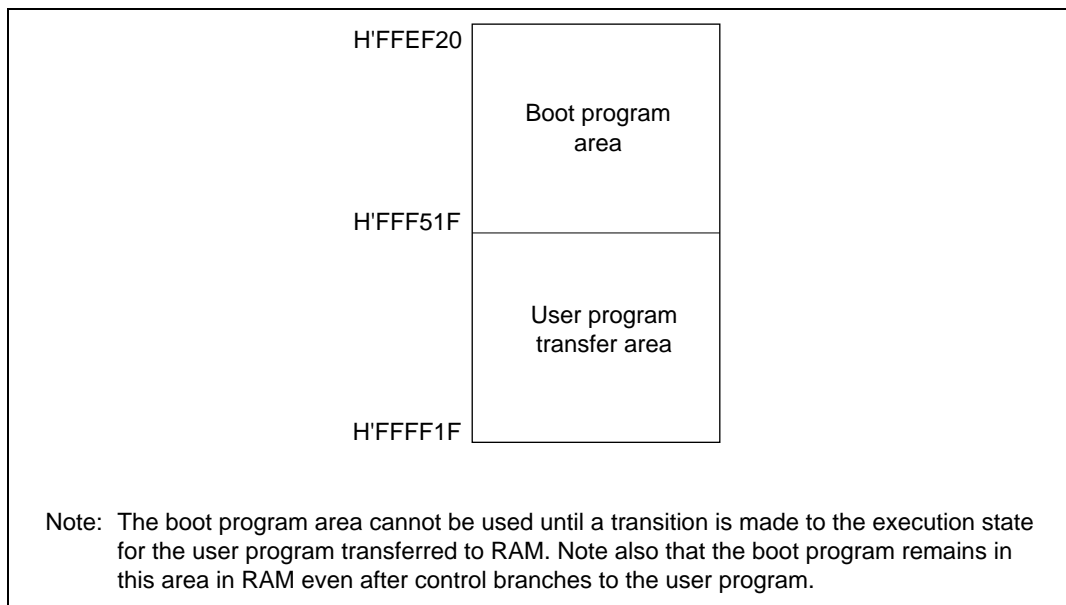 H'FFEF20
Boot program
area
H'FFF51F
User program
transfer area
H'FFFF1F
Note: The boot program area cannot be used until a transition is made to the execution state
for the user program transferred to RAM. Note also that the boot program remains in
this area in RAM even after control branches to the user program.